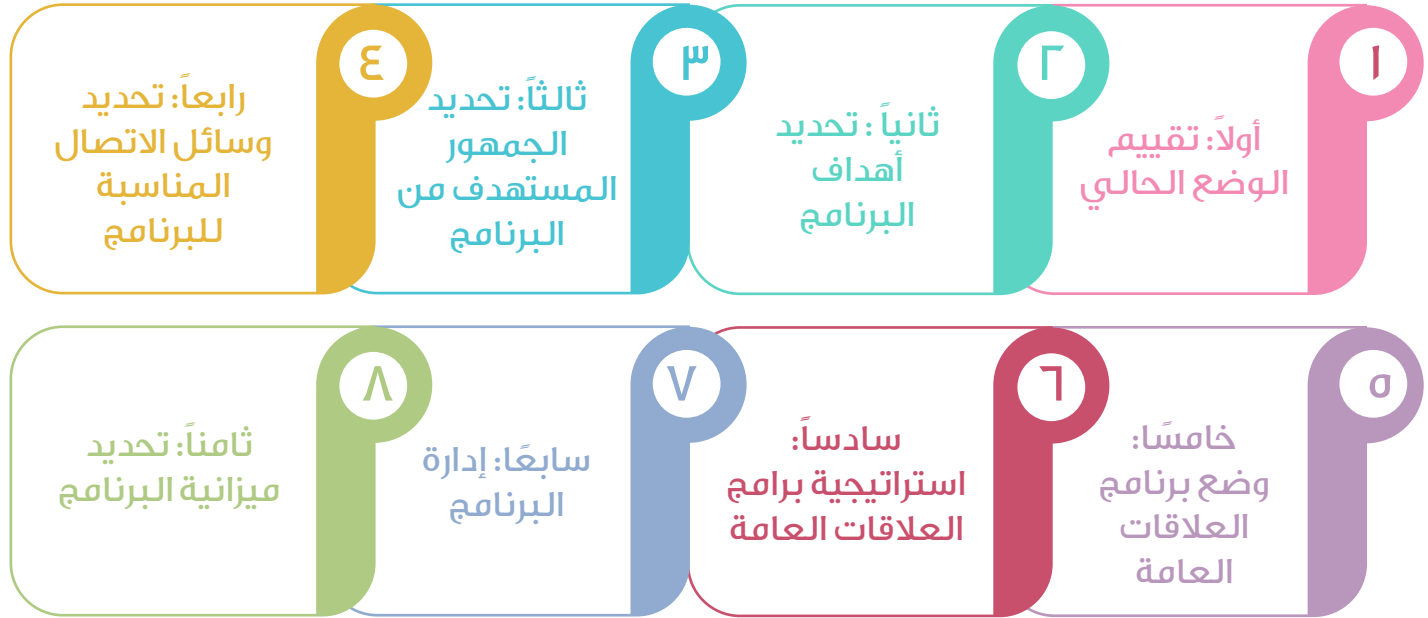 ١
أولاً: تقييم
الوضع الحالي
٢
ثانياً : تحديد
أهداف
البرنامج
٣
ثالثاً: تحديد
الجمهور
المستهدف من
البرنامج
٤
رابعاً: تحديد
وسائل الاتصال
المناسبة
للبرنامج
٥
خامسًا:
وضع برنامج
العلاقات
العامة
٦
سادساً:
استراتيجية برامج
العلاقات العامة
٧
سابعًا: إدارة
البرنامج
٨
ثامناً: تحديد
ميزانية البرنامج